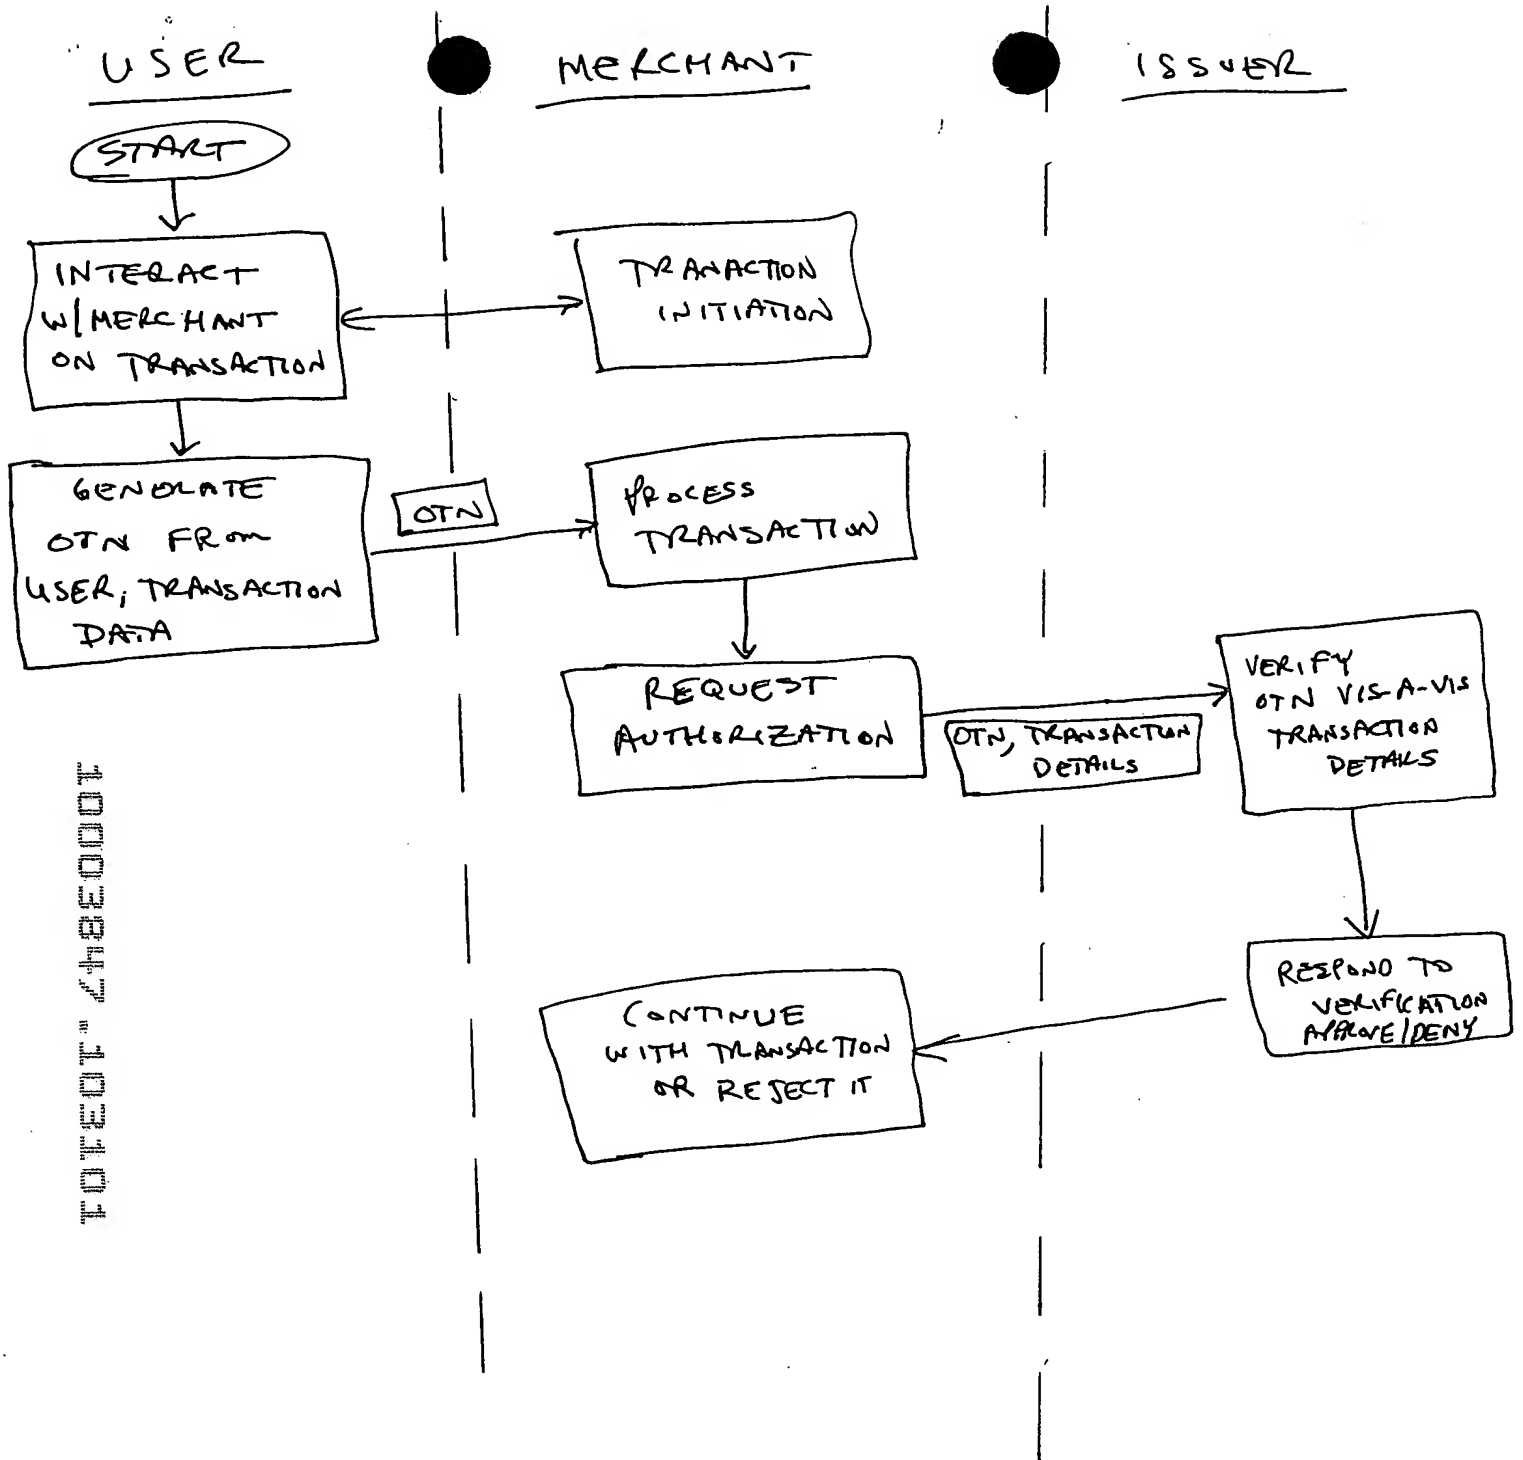 USER
MERCHANT
ISSUER
START
INTERACT
W/MERCHANT
ON TRANSACTION
TRANACTION
INITIATION
GENERATE
OTN FROM
USER, TRANSACTION
DATA
OTN
PROCESS
TRANSACTION
REQUEST
AUTHORIZATION
OTN, TRANSACTION
DETAILS
VERIFY
OTN VIS-A-VIS
TRANSACTION
DETAILS
RESPOND TO
VERIFICATION
APPROVE/DENY
CONTINUE
WITH TRANSACTION
OR REJECT IT
10003847.103101